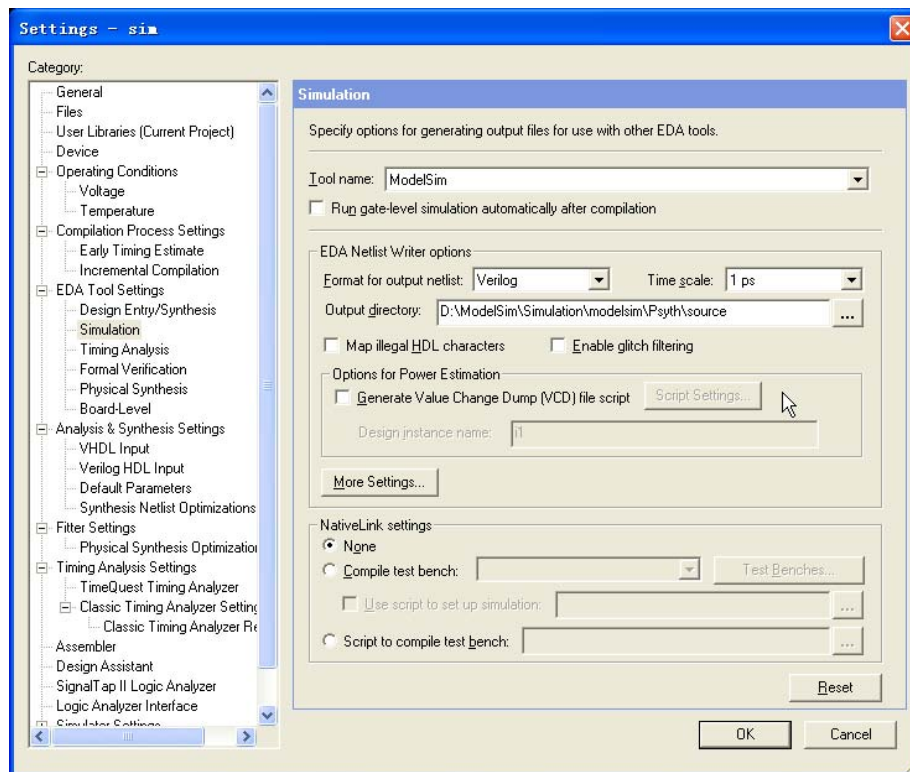 Settings - sim
Category:
General
Files
User Libraries (Current Project)
Device
Operating Conditions
Voltage
Temperature
Compilation Process Settings
Early Timing Estimate
Incremental Compilation
EDA Tool Settings
Design Entry/Synthesis
Simulation
Timing Analysis
Formal Verification
Physical Synthesis
Board-Level
Analysis & Synthesis Settings
VHDL Input
Verilog HDL Input
Default Parameters
Synthesis Netlist Optimizations
Fitter Settings
Physical Synthesis Optimizatio
Timing Analysis Settings
TimeQuest Timing Analyzer
Classic Timing Analyzer Setting
Classic Timing Analyzer Re
Assembler
Design Assistant
SignalTap II Logic Analyzer
Logic Analyzer Interface
Simulator Settings
Simulation
Specify options for generating output files for use with other EDA tools.
Tool name: ModelSim
Run gate-level simulation automatically after compilation
EDA Netlist Writer options
Format for output netlist: Verilog Time scale: 1 ps
Output directory: D:\ModelSim\Simulation\modelsim\Psyth\source ...
Map illegal HDL characters Enable glitch filtering
Options for Power Estimation
Generate Value Change Dump (VCD) file script Script Settings...
Design instance name: i1
More Settings...
NativeLink settings
None
Compile test bench: Test Benches...
Use script to set up simulation: ...
Script to compile test bench: ...
Reset
OK Cancel